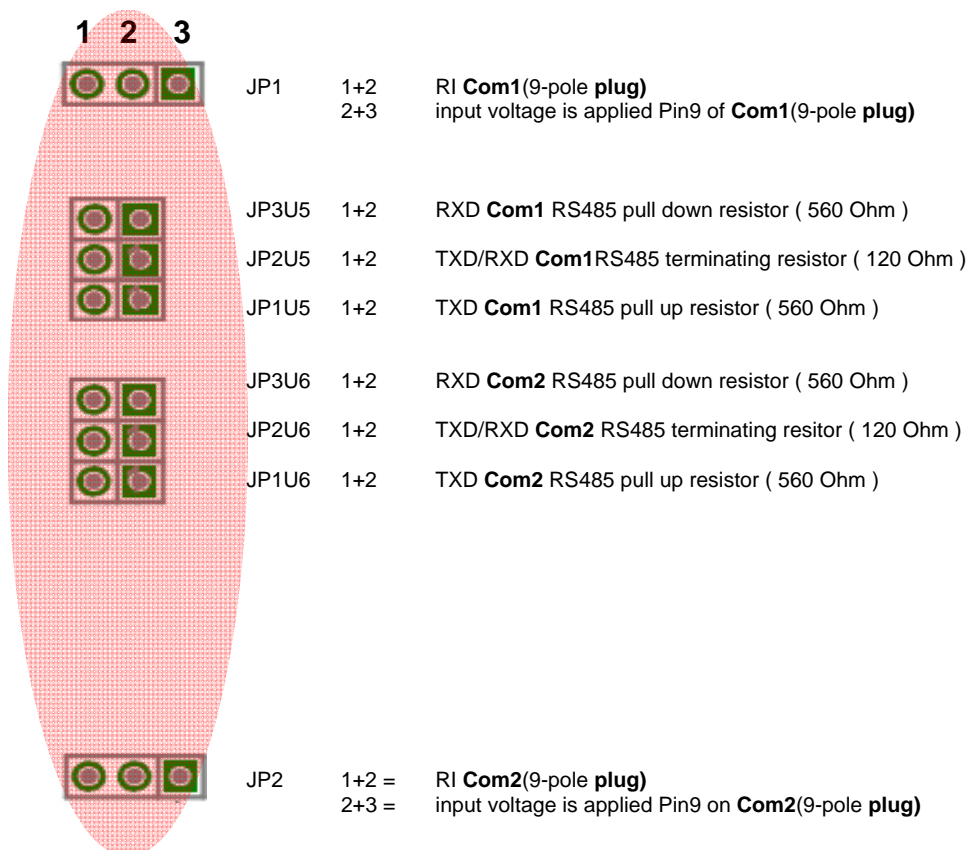 1 2 3
JP1 1+2 RI Com1(9-pole plug)
2+3 input voltage is applied Pin9 of Com1(9-pole plug)
JP3U5 1+2 RXD Com1 RS485 pull down resistor ( 560 Ohm )
JP2U5 1+2 TXD/RXD Com1RS485 terminating resistor ( 120 Ohm )
JP1U5 1+2 TXD Com1 RS485 pull up resistor ( 560 Ohm )
JP3U6 1+2 RXD Com2 RS485 pull down resistor ( 560 Ohm )
JP2U6 1+2 TXD/RXD Com2 RS485 terminating resitor ( 120 Ohm )
JP1U6 1+2 TXD Com2 RS485 pull up resistor ( 560 Ohm )
JP2 1+2 = RI Com2(9-pole plug)
2+3 = input voltage is applied Pin9 on Com2(9-pole plug)